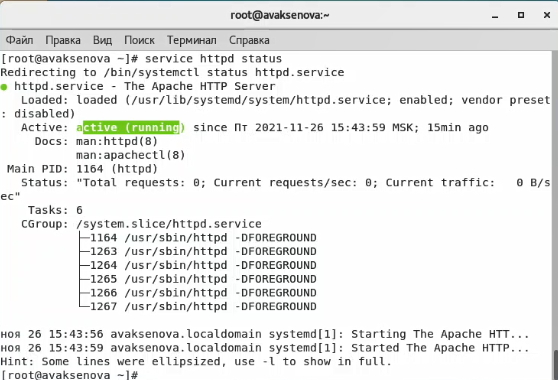 root@avaksenova:~
Файл Правка Вид Поиск Терминал Справка
[root@avaksenova ~]# service httpd status
Redirecting to /bin/systemctl status httpd.service
● httpd.service - The Apache HTTP Server
   Loaded: loaded (/usr/lib/systemd/system/httpd.service; enabled; vendor preset
: disabled)
   Active: active (running) since Пт 2021-11-26 15:43:59 MSK; 15min ago
     Docs: man:httpd(8)
           man:apachectl(8)
 Main PID: 1164 (httpd)
   Status: "Total requests: 0; Current requests/sec: 0; Current traffic:   0 B/s
ec"
    Tasks: 6
   CGroup: /system.slice/httpd.service
           ├─1164 /usr/sbin/httpd -DFOREGROUND
           ├─1263 /usr/sbin/httpd -DFOREGROUND
           ├─1264 /usr/sbin/httpd -DFOREGROUND
           ├─1265 /usr/sbin/httpd -DFOREGROUND
           ├─1266 /usr/sbin/httpd -DFOREGROUND
           └─1267 /usr/sbin/httpd -DFOREGROUND

ноя 26 15:43:56 avaksenova.localdomain systemd[1]: Starting The Apache HTT...
ноя 26 15:43:59 avaksenova.localdomain systemd[1]: Started The Apache HTTP...
Hint: Some lines were ellipsized, use -l to show in full.
[root@avaksenova ~]#